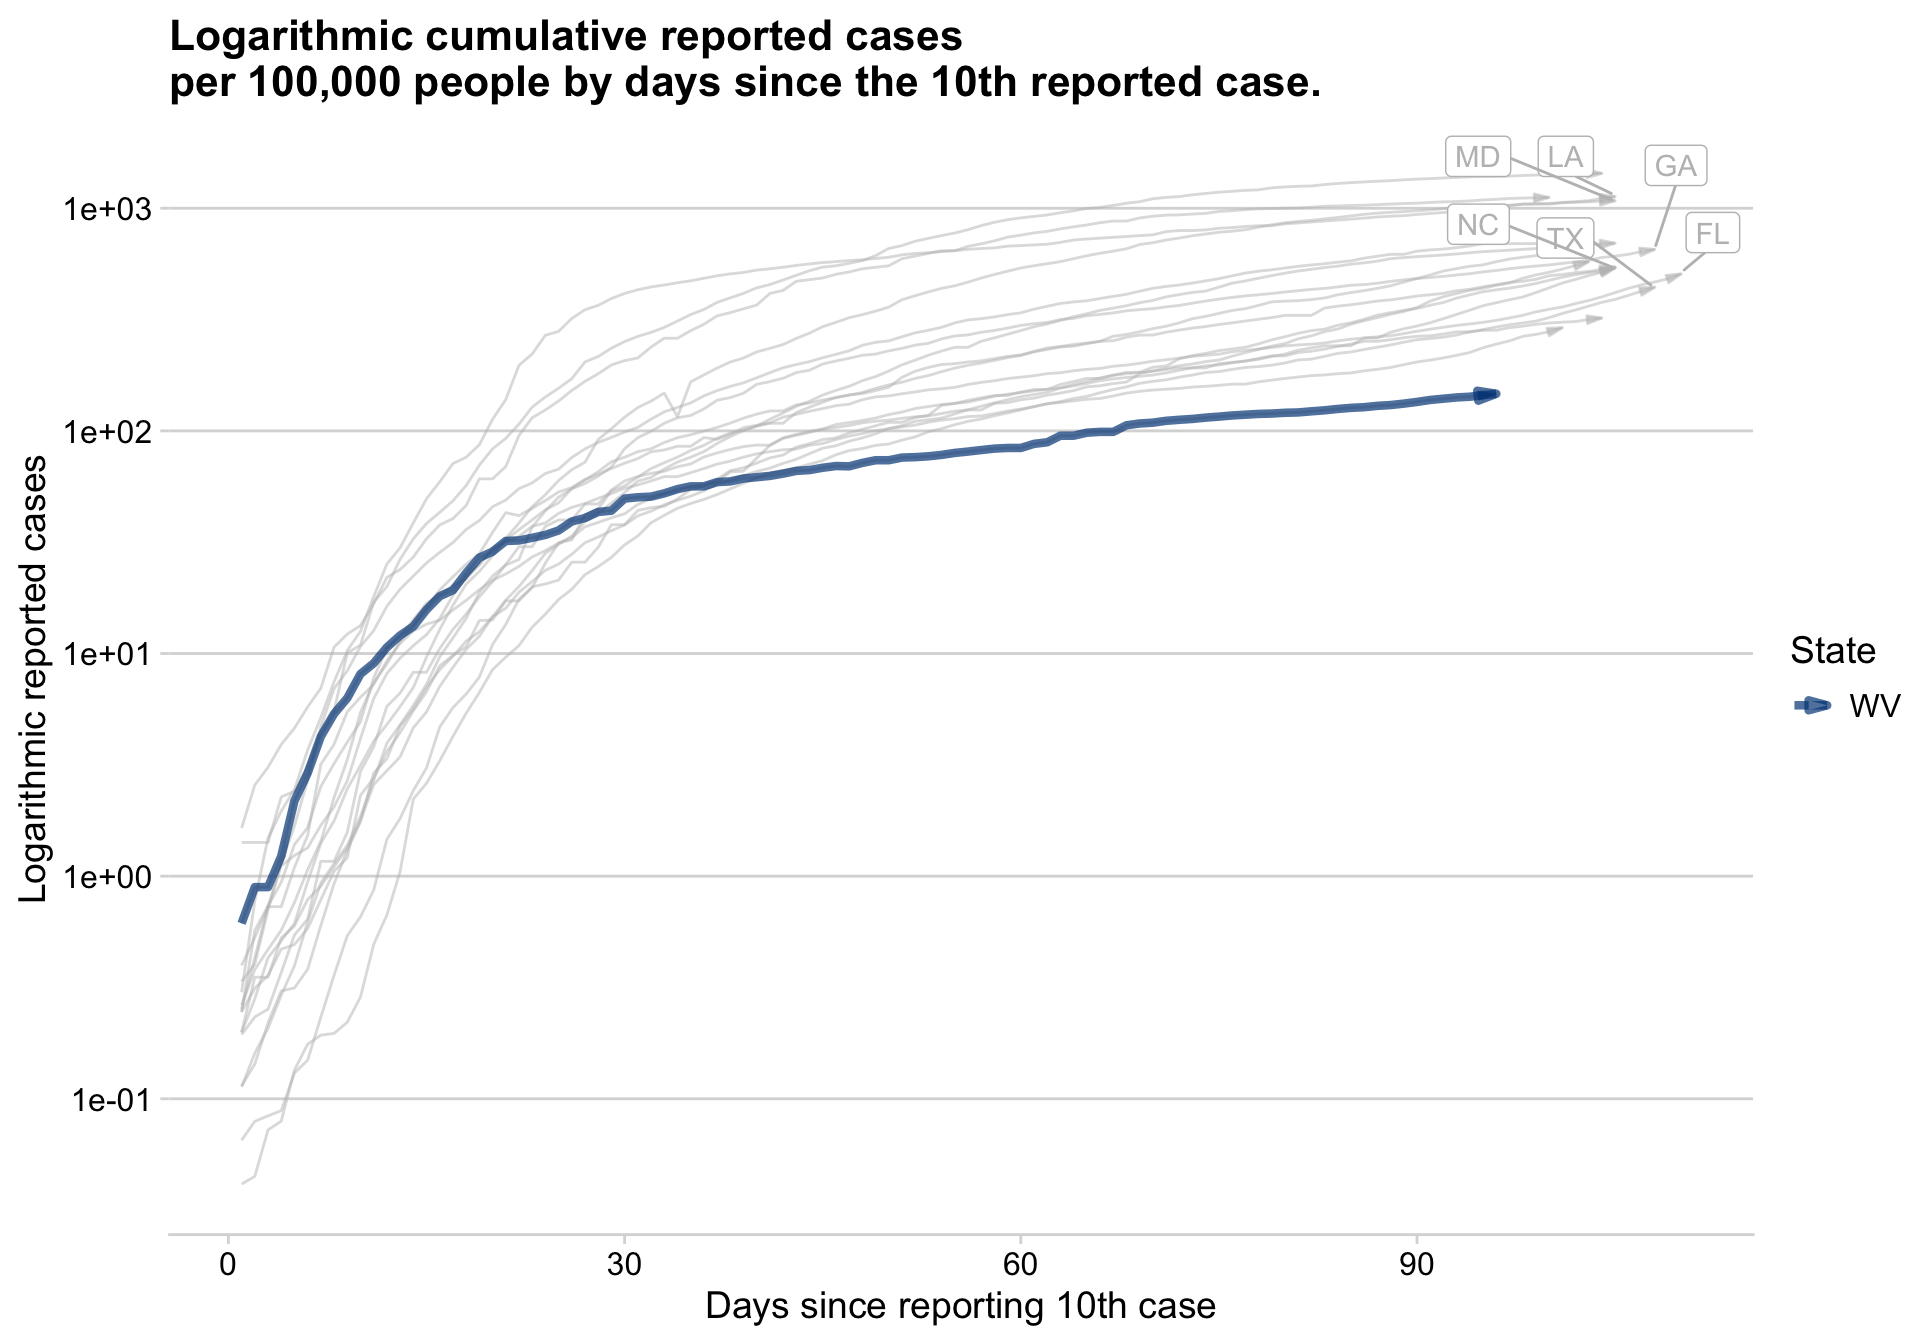 Logarithmic cumulative reported cases
per 100,000 people by days since the 10th reported case.
MD
LA
GA
NC
TX
FL
1e+03
1e+02
1e+01
1e+00
1e-01
Logarithmic reported cases
State
WV
0
30
60
90
Days since reporting 10th case